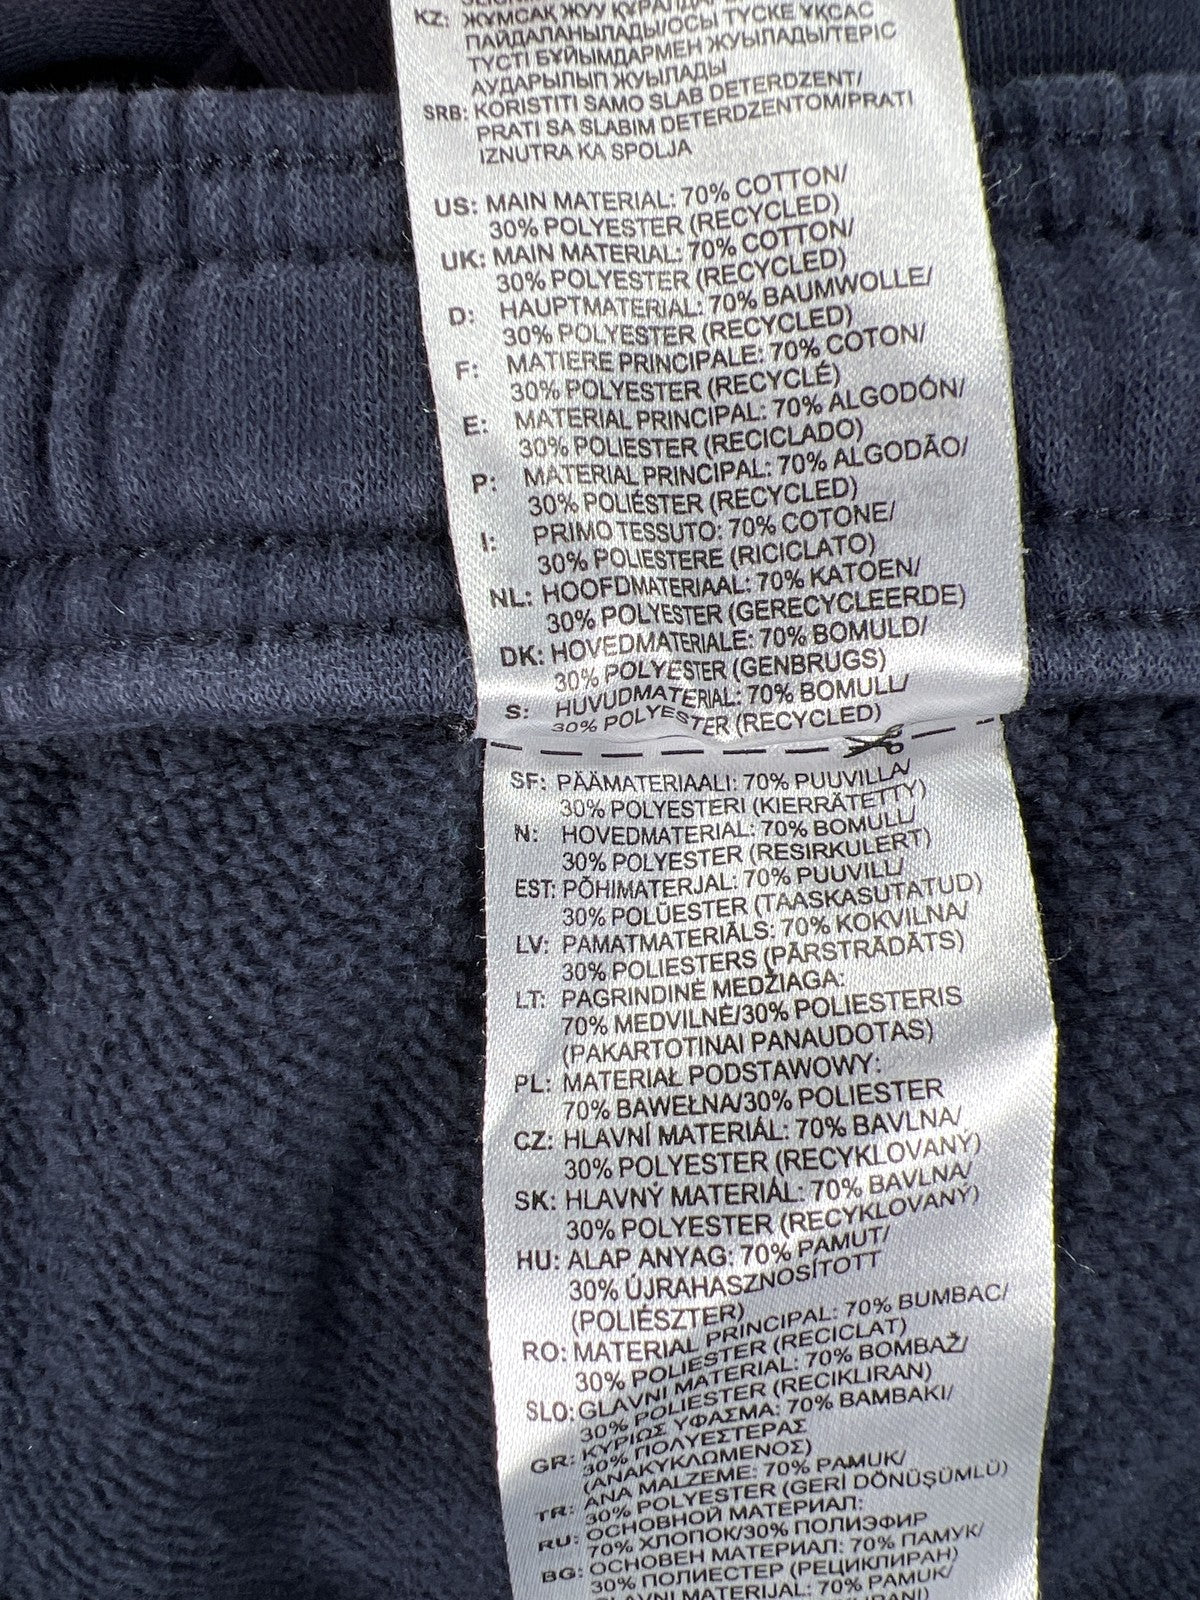 KZ: ЖҰМСАҚ ЖУУ ҚҰРАЛДА
ПАЙДАЛАНЫЛАДЫ/ОСЫ ТҮСКЕ ҰҚСАС
ТҮСТІ БҰЙЫМДАРМЕН ЖУЫЛАДЫ/ТЕРІС
АУДАРЫЛЫП ЖУЫЛАДЫ
SRB: KORISTITI SAMO SLAB DETERDZENT/
PRATI SA SLABIM DETERDZENTOM/PRATI
IZNUTRA KA SPOLJA
US: MAIN MATERIAL: 70% COTTON/
30% POLYESTER (RECYCLED)
UK: MAIN MATERIAL: 70% COTTON/
30% POLYESTER (RECYCLED)
D: HAUPTMATERIAL: 70% BAUMWOLLE/
30% POLYESTER (RECYCLED)
F: MATIERE PRINCIPALE: 70% COTON/
30% POLYESTER (RECYCLÉ)
E: MATERIAL PRINCIPAL: 70% ALGODÓN/
30% POLIESTER (RECICLADO)
P: MATERIAL PRINCIPAL: 70% ALGODÃO/
30% POLIÉSTER (RECYCLED)
I: PRIMO TESSUTO: 70% COTONE/
30% POLIESTERE (RICICLATO)
NL: HOOFDMATERIAAL: 70% KATOEN/
30% POLYESTER (GERECYCLEERDE)
DK: HOVEDMATERIALE: 70% BOMULD/
30% POLYESTER (GENBRUGS)
S: HUVUDMATERIAL: 70% BOMULL/
30% POLYESTER (RECYCLED)
SF: PÄÄMATERIAALI: 70% PUUVILLA/
30% POLYESTERI (KIERRÄTETTY)
N: HOVEDMATERIAL: 70% BOMULL/
30% POLYESTER (RESIRKULERT)
EST: PÕHIMATERJAL: 70% PUUVILL/
30% POLÜESTER (TAASKASUTATUD)
LV: PAMATMATERIĀLS: 70% KOKVILNA/
30% POLIESTERS (PĀRSTRĀDĀTS)
LT: PAGRINDINĖ MEDŽIAGA:
70% MEDVILNĖ/30% POLIESTERIS
(PAKARTOTINAI PANAUDOTAS)
PL: MATERIAŁ PODSTAWOWY:
70% BAWEŁNA/30% POLIESTER
CZ: HLAVNÍ MATERIÁL: 70% BAVLNA/
30% POLYESTER (RECYKLOVANÝ)
SK: HLAVNÝ MATERIÁL: 70% BAVLNA/
30% POLYESTER (RECYKLOVANÝ)
HU: ALAP ANYAG: 70% PAMUT/
30% ÚJRAHASZNOSÍTOTT
(POLIÉSZTER)
RO: MATERIAL PRINCIPAL: 70% BUMBAC/
30% POLIESTER (RECICLAT)
SLO: GLAVNI MATERIAL: 70% BOMBAŽ/
30% POLIESTER (RECIKLIRAN)
GR: ΚΥΡΙΩΣ ΥΦΑΣΜΑ: 70% ΒΑΜΒΑΚΙ/
30% ΠΟΛΥΕΣΤΕΡΑΣ
(ΑΝΑΚΥΚΛΩΜΕΝΟΣ)
TR: ANA MALZEME: 70% PAMUK/
30% POLYESTER (GERİ DÖNÜŞÜMLÜ)
RU: ОСНОВНОЙ МАТЕРИАЛ:
70% ХЛОПОК/30% ПОЛИЭФИР
BG: ОСНОВЕН МАТЕРИАЛ: 70% ПАМУК/
30% ПОЛИЕСТЕР (РЕЦИКЛИРАН)
GLAVNI MATERIJAL: 70% PAMUK/